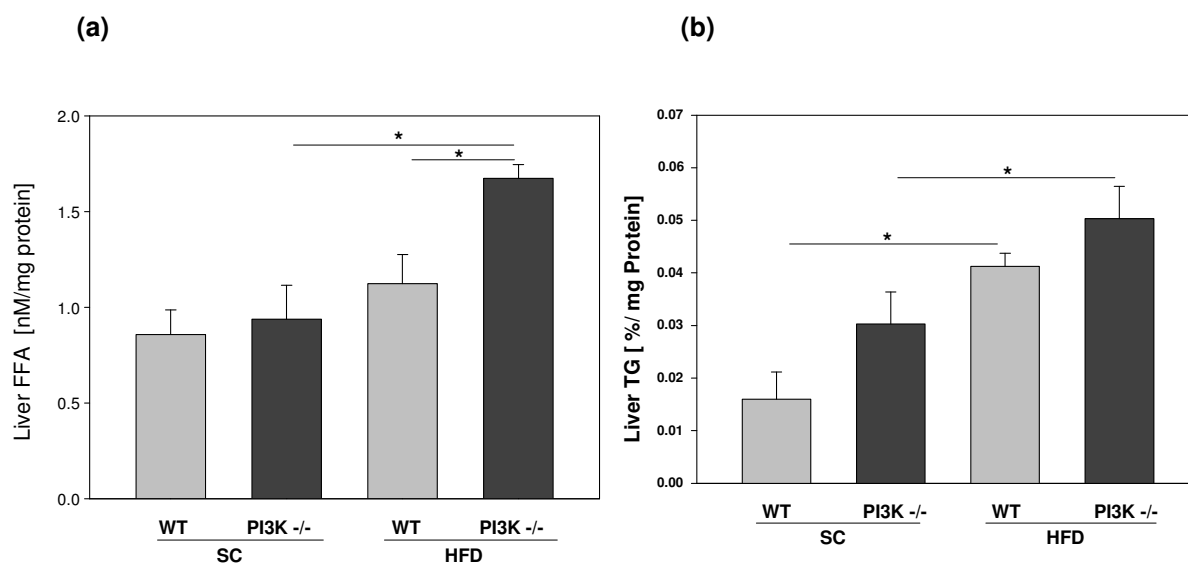 (a)
(b)
2.0
1.5
1.0
0.5
0.0
Liver FFA [nM/mg protein]
*
*
WT PI3K -/- WT PI3K -/-
SC HFD
0.07
0.06
0.05
0.04
0.03
0.02
0.01
0.00
Liver TG [ %/ mg Protein]
*
*
WT PI3K -/- WT PI3K -/-
SC HFD